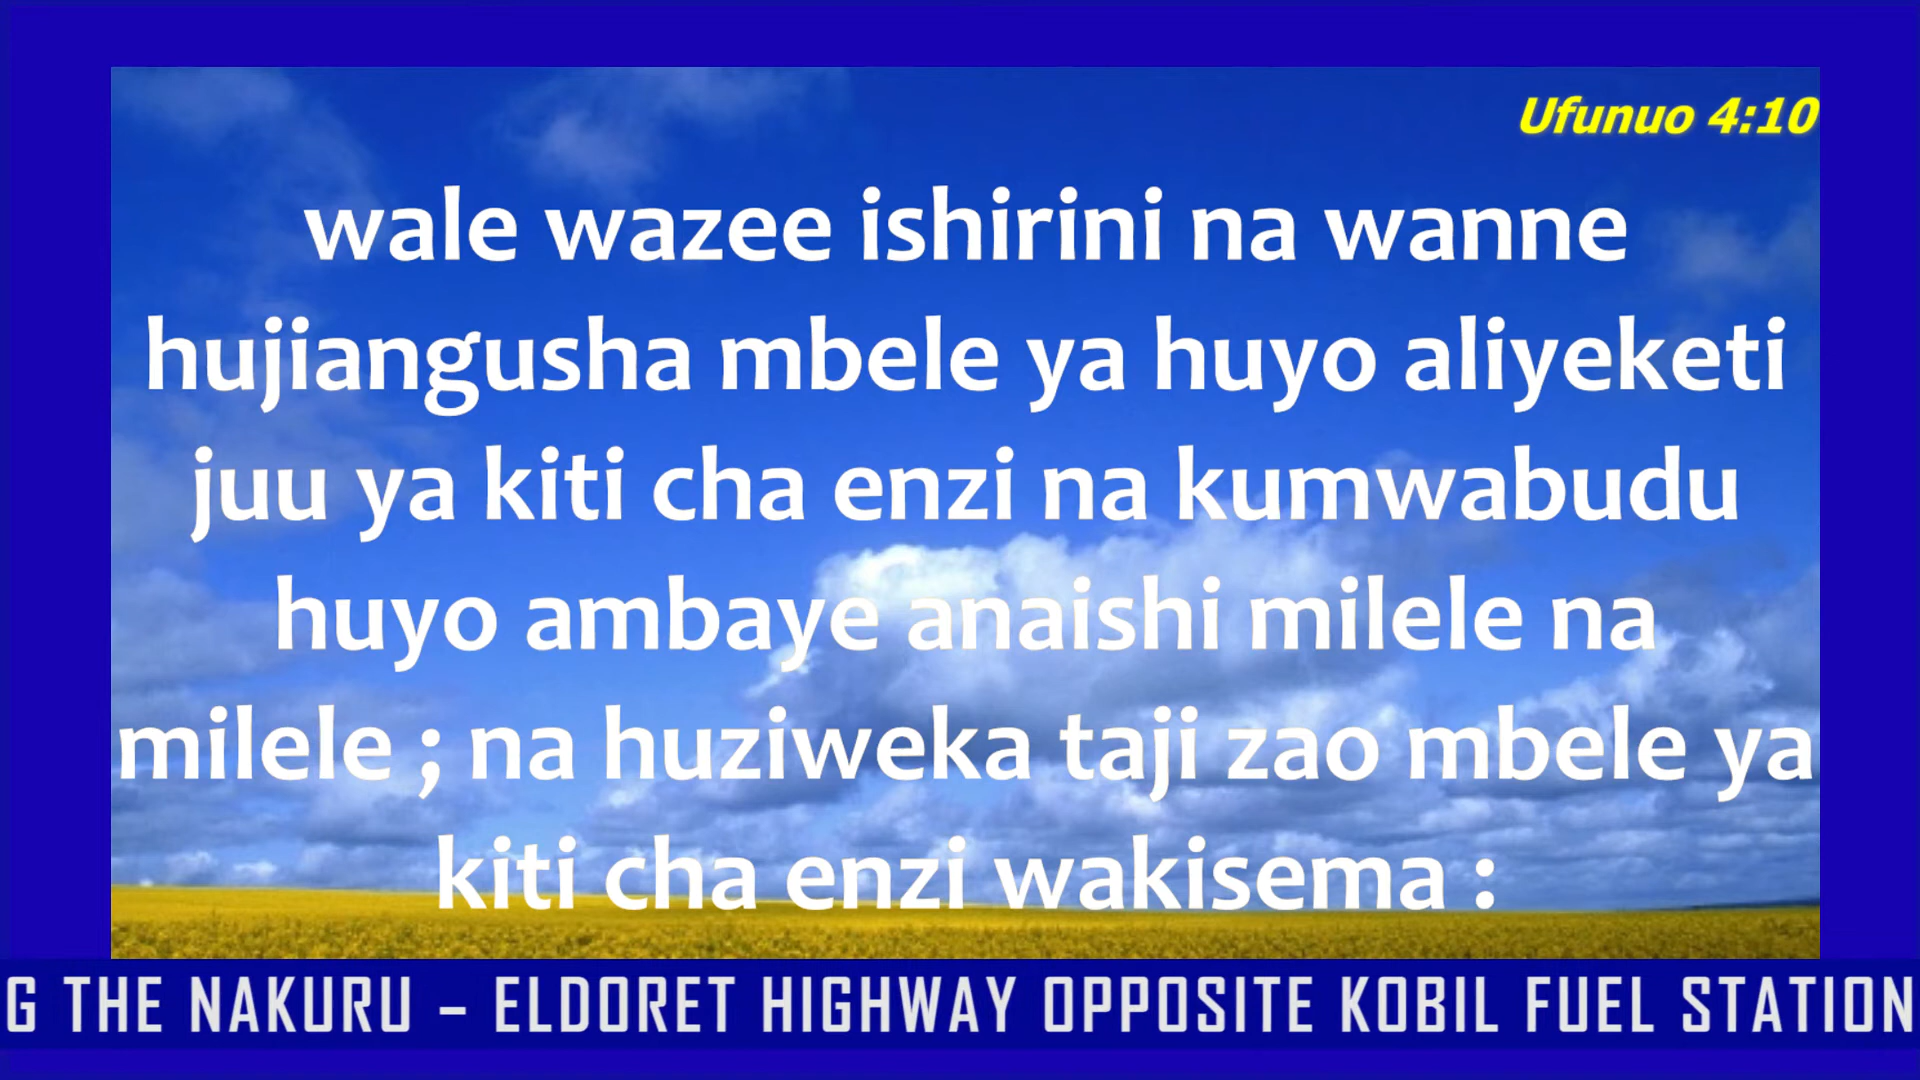 Ufunuo 4:10
wale wazee ishirini na wanne
hujiangusha mbele ya huyo aliyeketi
juu ya kiti cha enzi na kumwabudu
huyo ambaye anaishi milele na
milele ; na huziweka taji zao mbele ya
kiti cha enzi wakisema :
G THE NAKURU – ELDORET HIGHWAY OPPOSITE KOBIL FUEL STATION